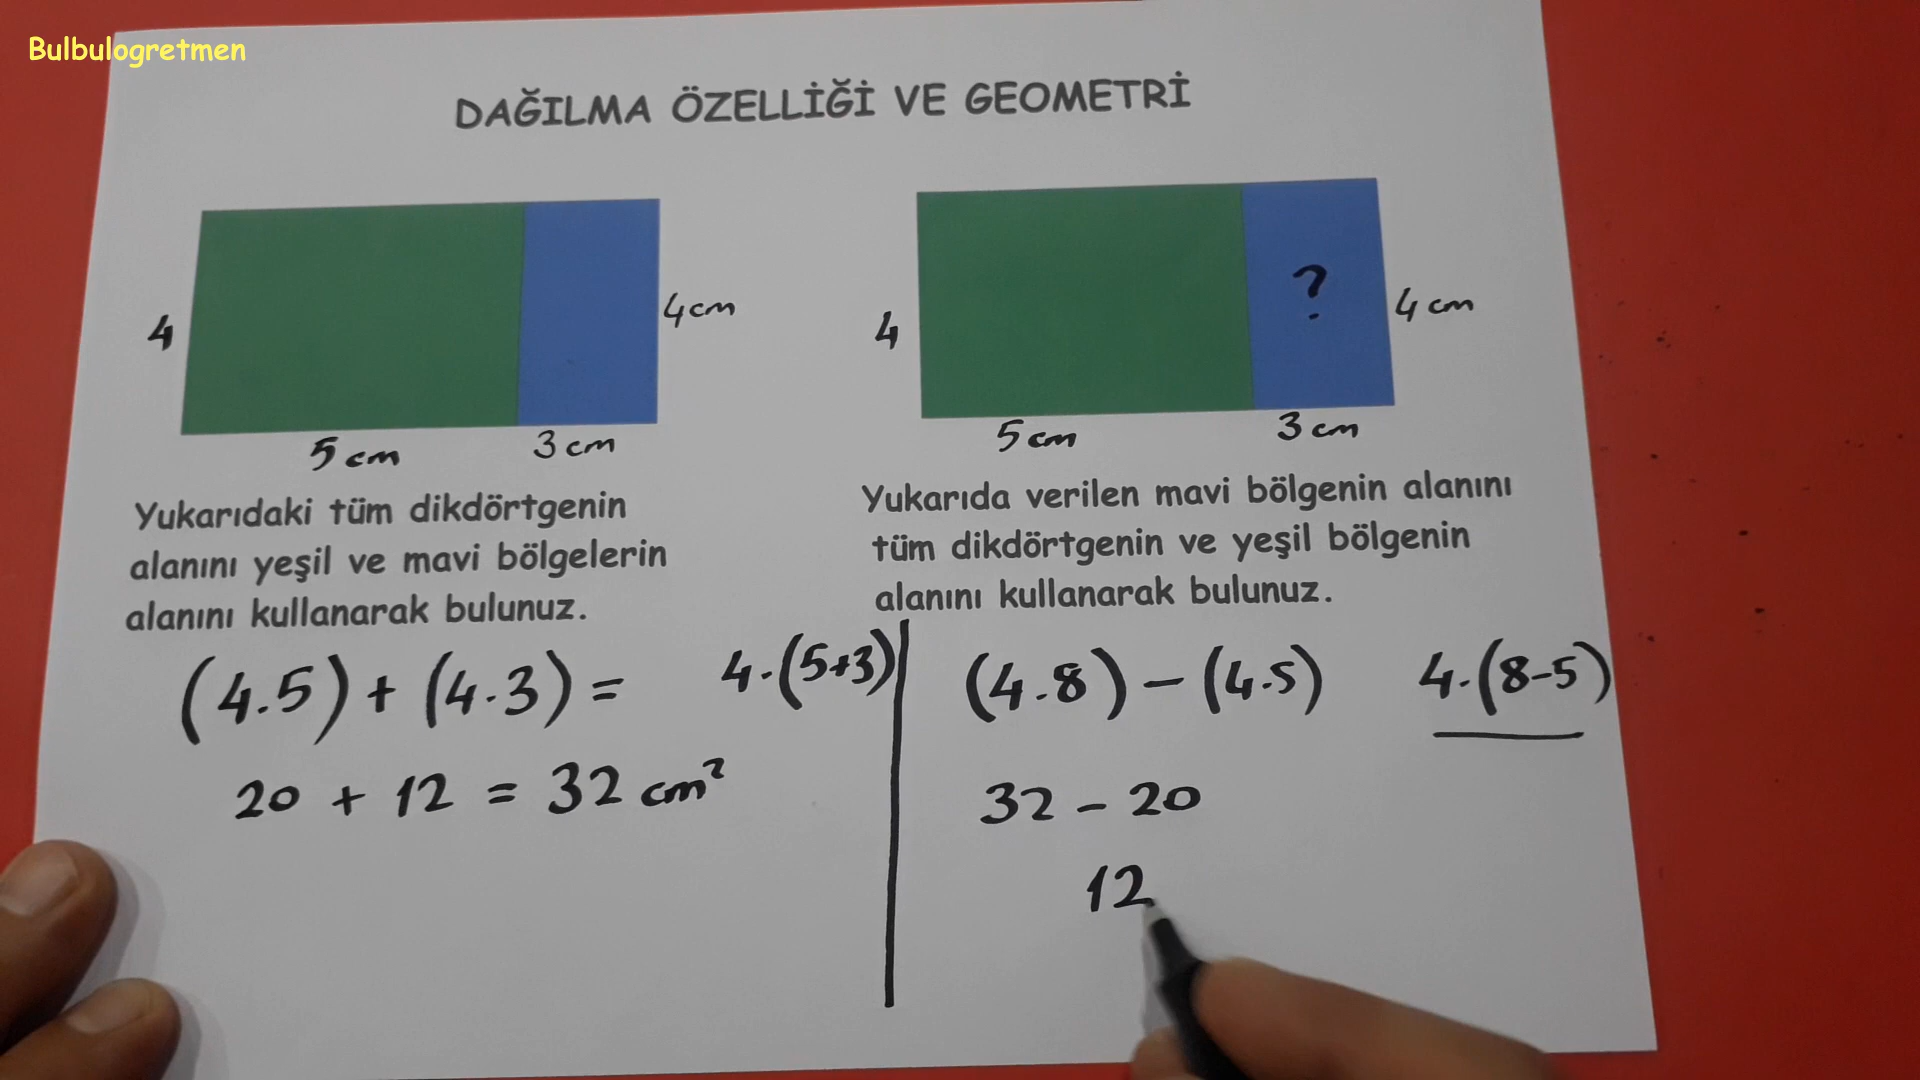 Bulbulogretmen
DAĞILMA ÖZELLİĞİ VE GEOMETRİ
4
4cm
5 cm
3 cm
Yukarıdaki tüm dikdörtgenin
alanını yeşil ve mavi bölgelerin
alanını kullanarak bulunuz.
(4.5) + (4.3) =
4.(5+3)
20 + 12 = 32 cm²
?
4
4 cm
5 cm
3 cm
Yukarıda verilen mavi bölgenin alanını
tüm dikdörtgenin ve yeşil bölgenin
alanını kullanarak bulunuz.
(4.8) - (4.5)
4.(8-5)
32 - 20
12